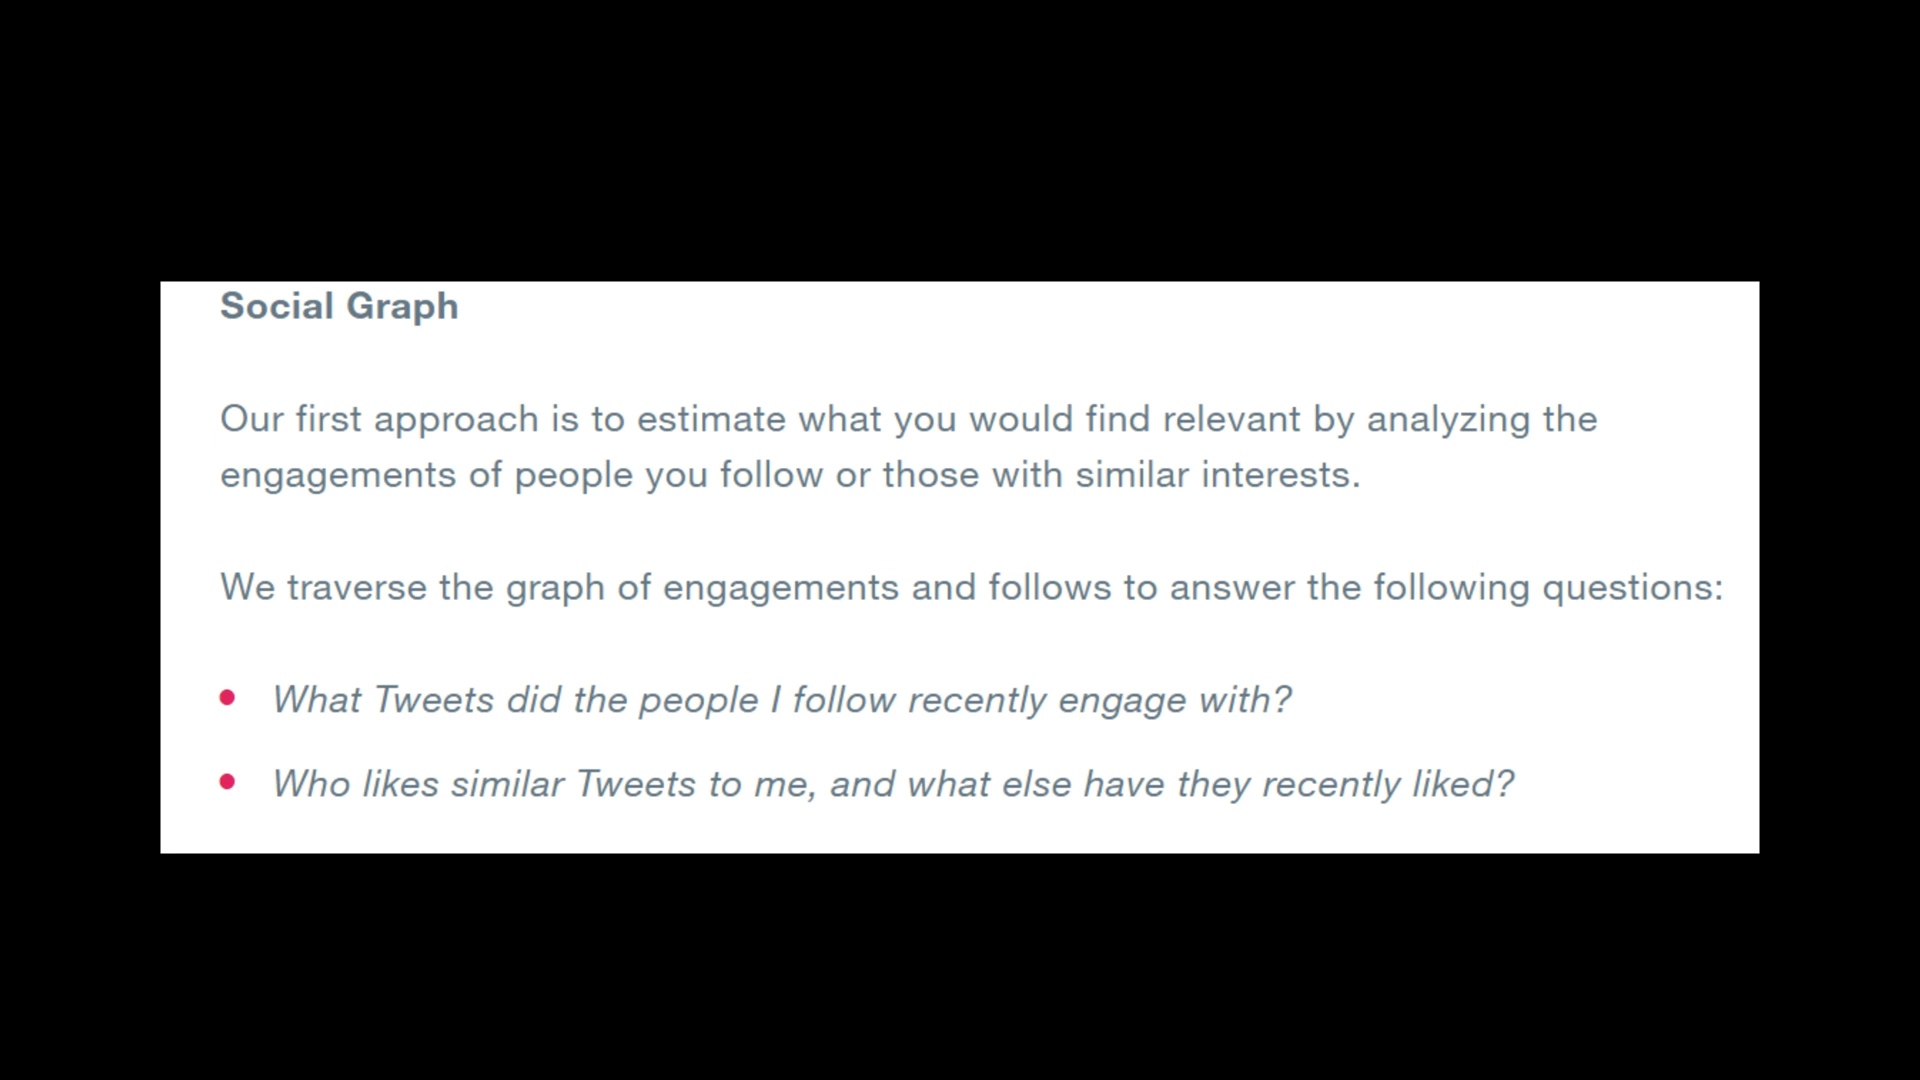 Social Graph
Our first approach is to estimate what you would find relevant by analyzing the
engagements of people you follow or those with similar interests.
We traverse the graph of engagements and follows to answer the following questions:
• What Tweets did the people I follow recently engage with?
• Who likes similar Tweets to me, and what else have they recently liked?